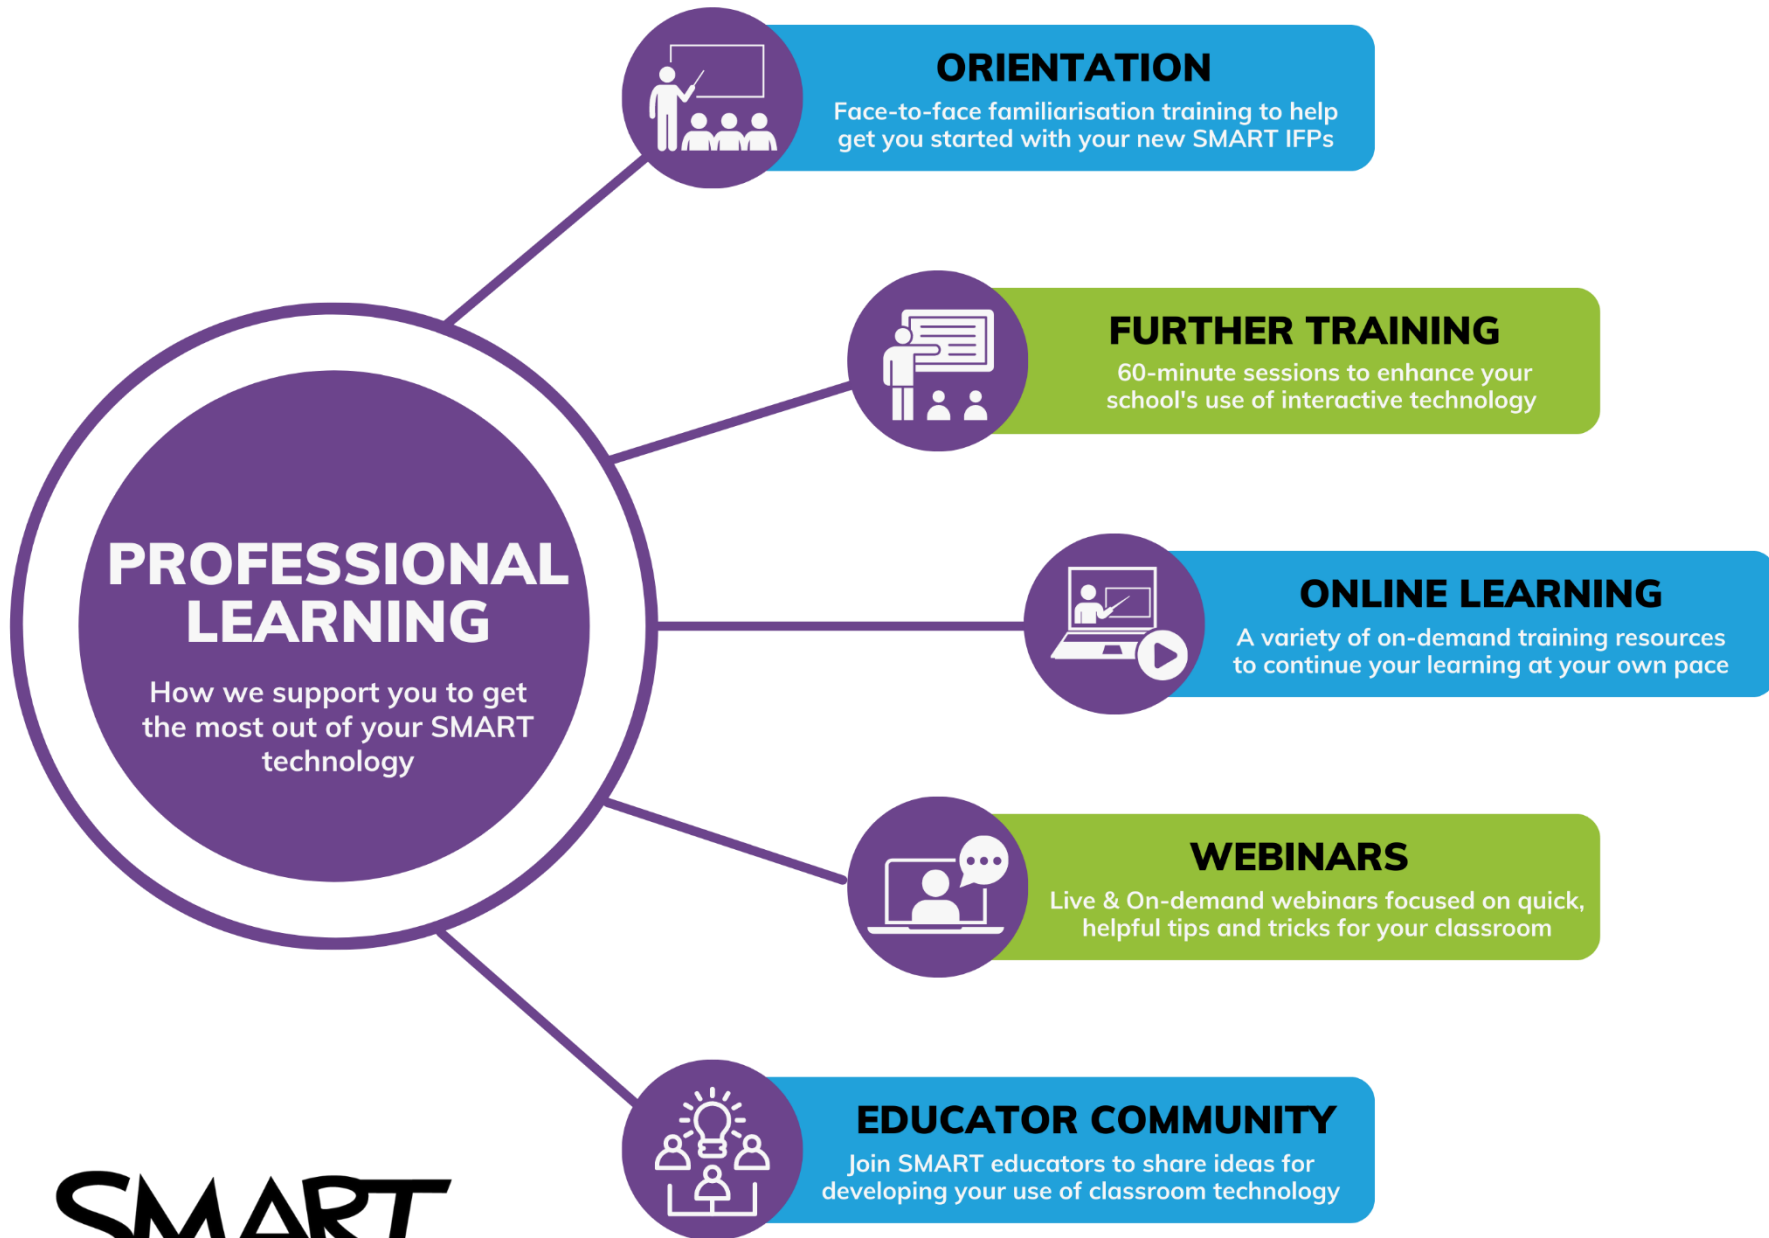 ORIENTATION
Face-to-face familiarisation training to help
get you started with your new SMART IFPs
FURTHER TRAINING
60-minute sessions to enhance your
school's use of interactive technology
PROFESSIONAL
LEARNING
How we support you to get
the most out of your SMART
technology
ONLINE LEARNING
A variety of on-demand training resources
to continue your learning at your own pace
WEBINARS
Live & On-demand webinars focused on quick,
helpful tips and tricks for your classroom
EDUCATOR COMMUNITY
Join SMART educators to share ideas for
developing your use of classroom technology
SMART